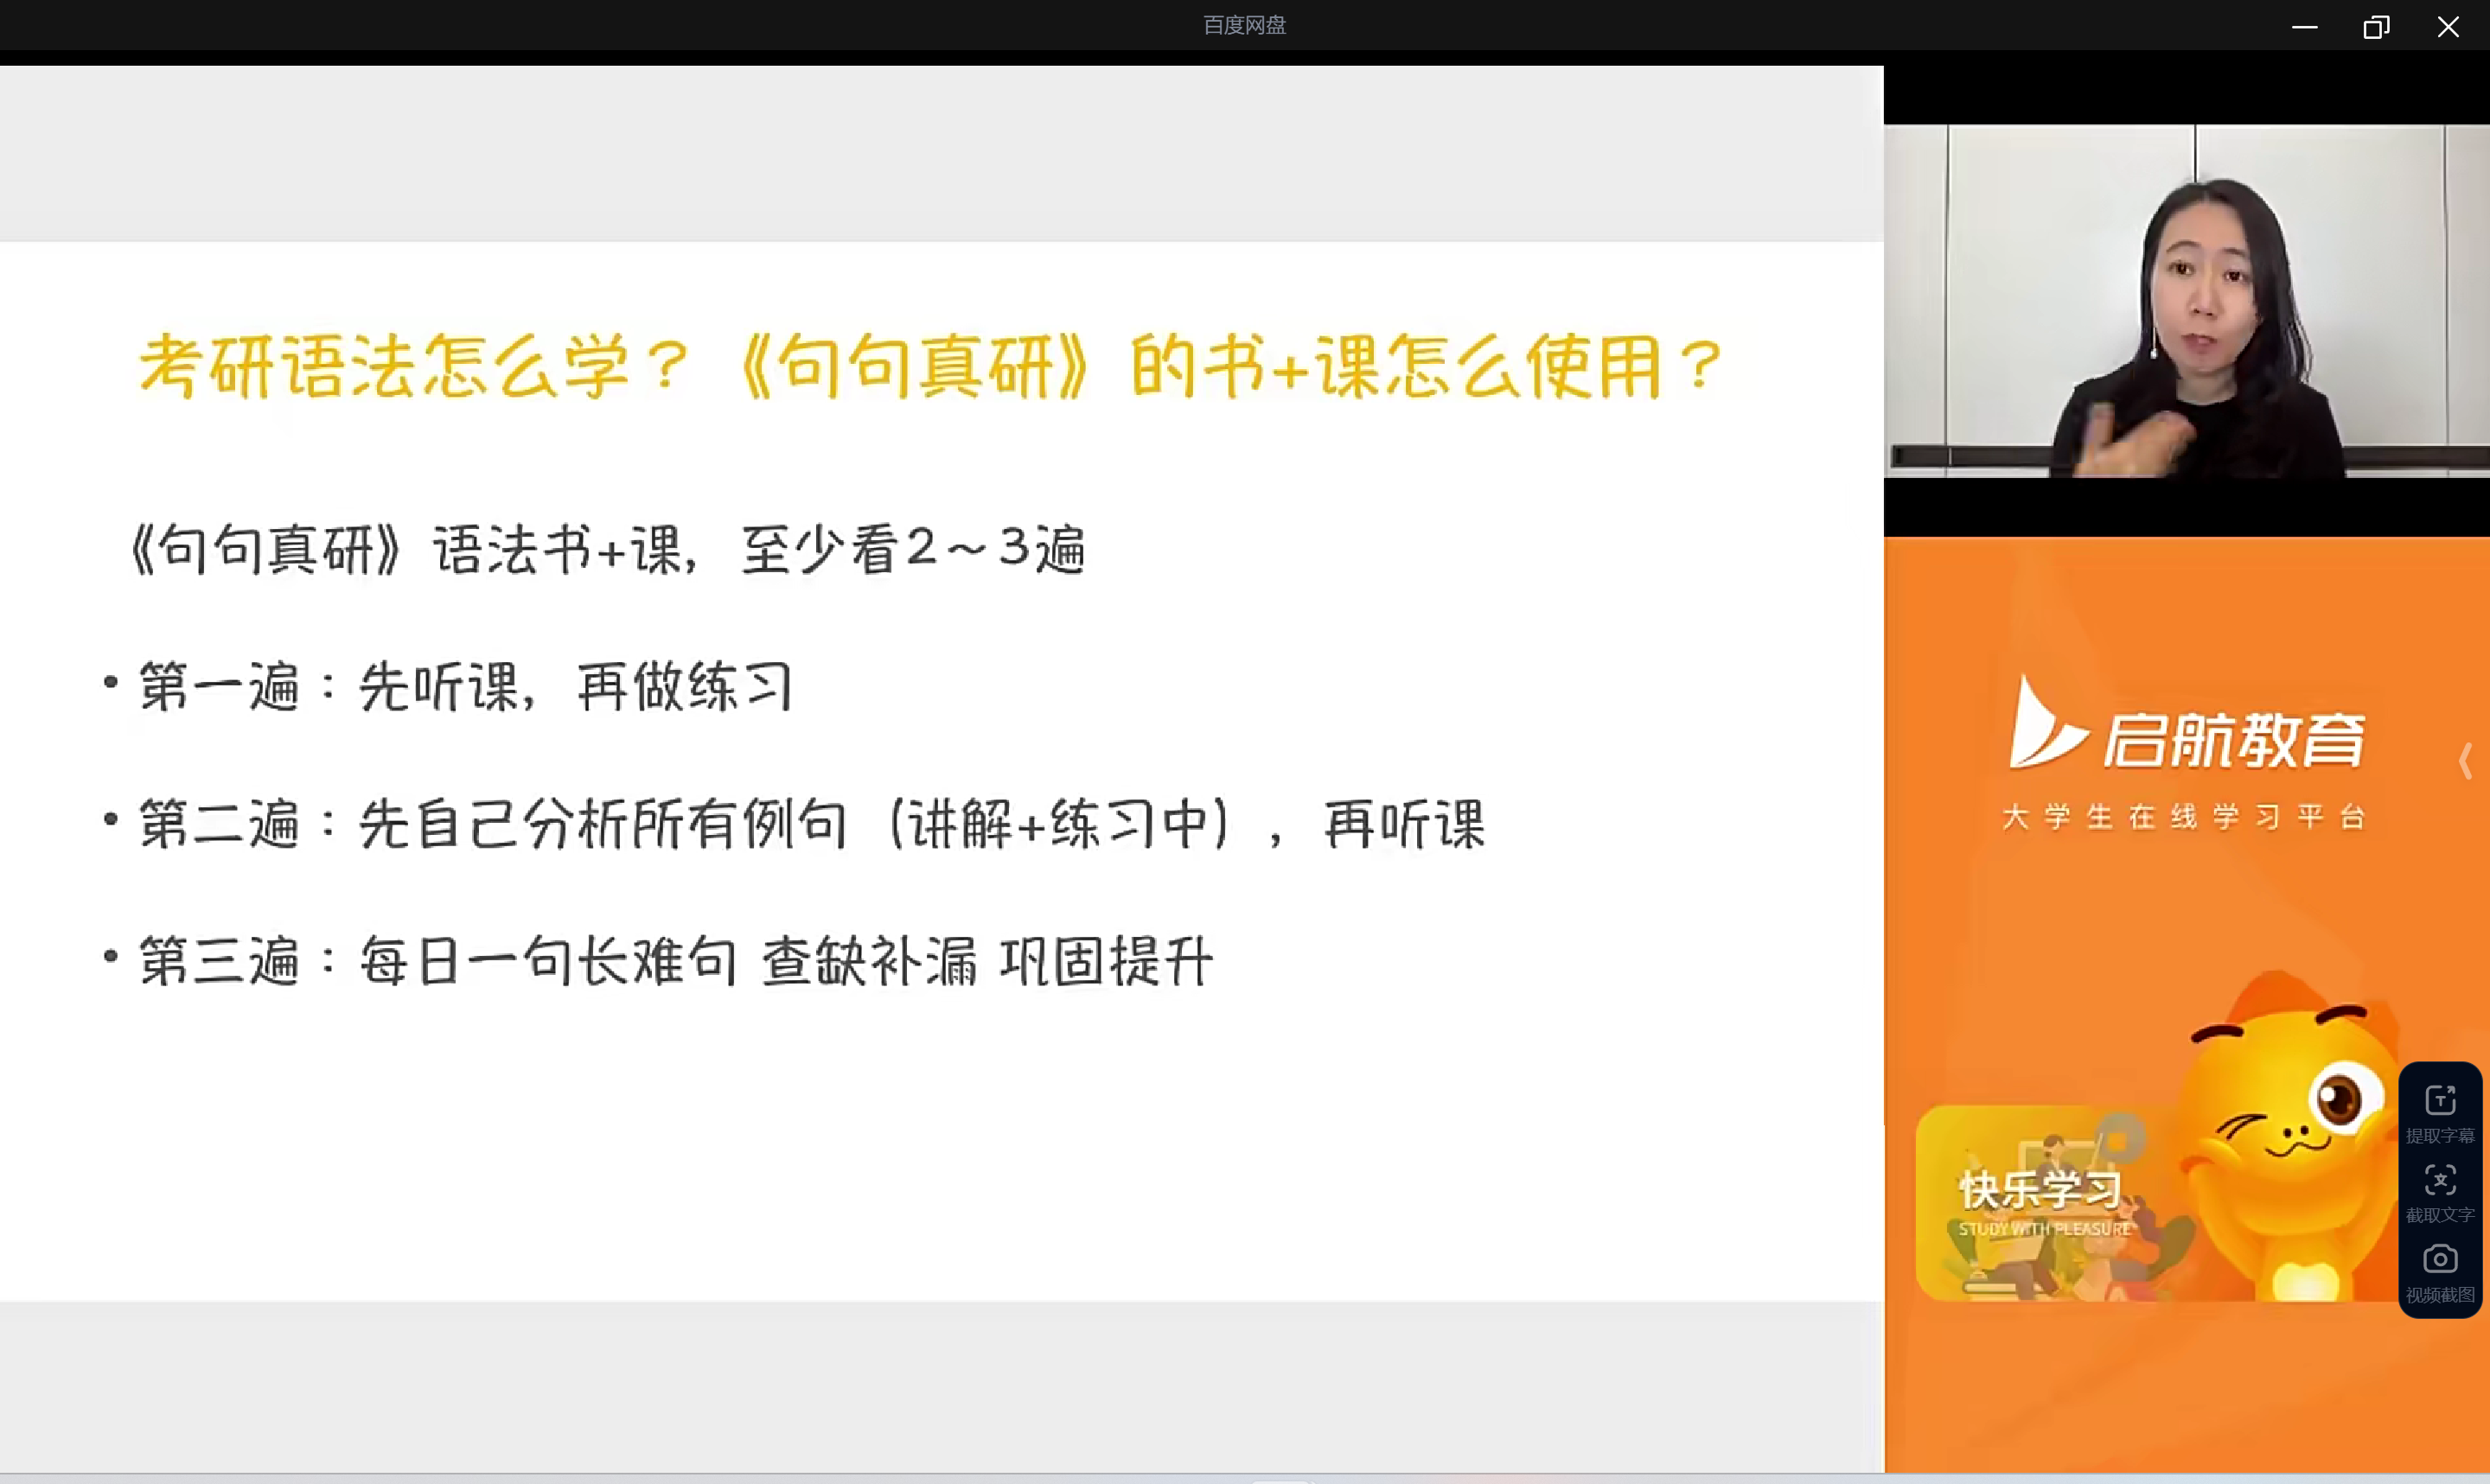 百度网盘
考研语法怎么学？《句句真研》的书+课怎么使用？
《句句真研》语法书+课，至少看2～3遍
• 第一遍：先听课，再做练习
• 第二遍：先自己分析所有例句（讲解+练习中），再听课
• 第三遍：每日一句长难句 查缺补漏 巩固提升
启航教育
大学生在线学习平台
快乐学习
STUDY WITH PLEASURE
提取字幕
截取文字
视频截图